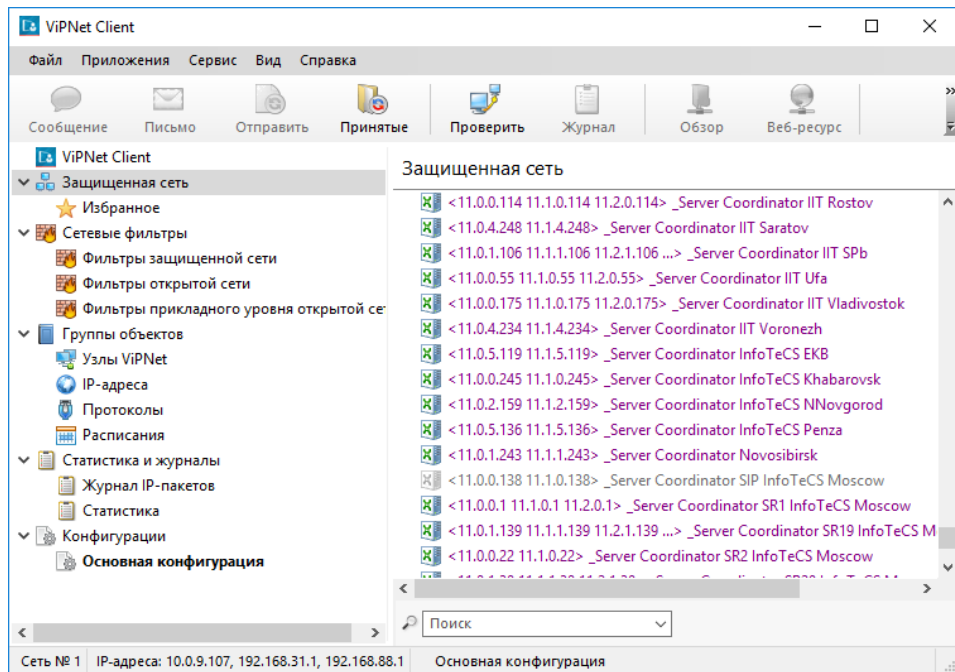 ViPNet Client
Файл Приложения Сервис Вид Справка
Сообщение Письмо Отправить Принятые Проверить Журнал Обзор Веб-ресурс
ViPNet Client
Защищенная сеть
Избранное
Сетевые фильтры
Фильтры защищенной сети
Фильтры открытой сети
Фильтры прикладного уровня открытой се
Группы объектов
Узлы ViPNet
IP-адреса
Протоколы
Расписания
Статистика и журналы
Журнал IP-пакетов
Статистика
Конфигурации
Основная конфигурация
Защищенная сеть
<11.0.0.114 11.1.0.114 11.2.0.114> _Server Coordinator IIT Rostov
<11.0.4.248 11.1.4.248> _Server Coordinator IIT Saratov
<11.0.1.106 11.1.1.106 11.2.1.106 ...> _Server Coordinator IIT SPb
<11.0.0.55 11.1.0.55 11.2.0.55> _Server Coordinator IIT Ufa
<11.0.0.175 11.1.0.175 11.2.0.175> _Server Coordinator IIT Vladivostok
<11.0.4.234 11.1.4.234> _Server Coordinator IIT Voronezh
<11.0.5.119 11.1.5.119> _Server Coordinator InfoTeCS EKB
<11.0.0.245 11.1.0.245> _Server Coordinator InfoTeCS Khabarovsk
<11.0.2.159 11.1.2.159> _Server Coordinator InfoTeCS NNovgorod
<11.0.5.136 11.1.5.136> _Server Coordinator InfoTeCS Penza
<11.0.1.243 11.1.1.243> _Server Coordinator Novosibirsk
<11.0.0.138 11.1.0.138> _Server Coordinator SIP InfoTeCS Moscow
<11.0.0.1 11.1.0.1 11.2.0.1> _Server Coordinator SR1 InfoTeCS Moscow
<11.0.1.139 11.1.1.139 11.2.1.139 ...> _Server Coordinator SR19 InfoTeCS M
<11.0.0.22 11.1.0.22> _Server Coordinator SR2 InfoTeCS Moscow
Поиск
Сеть № 1 IP-адреса: 10.0.9.107, 192.168.31.1, 192.168.88.1 Основная конфигурация